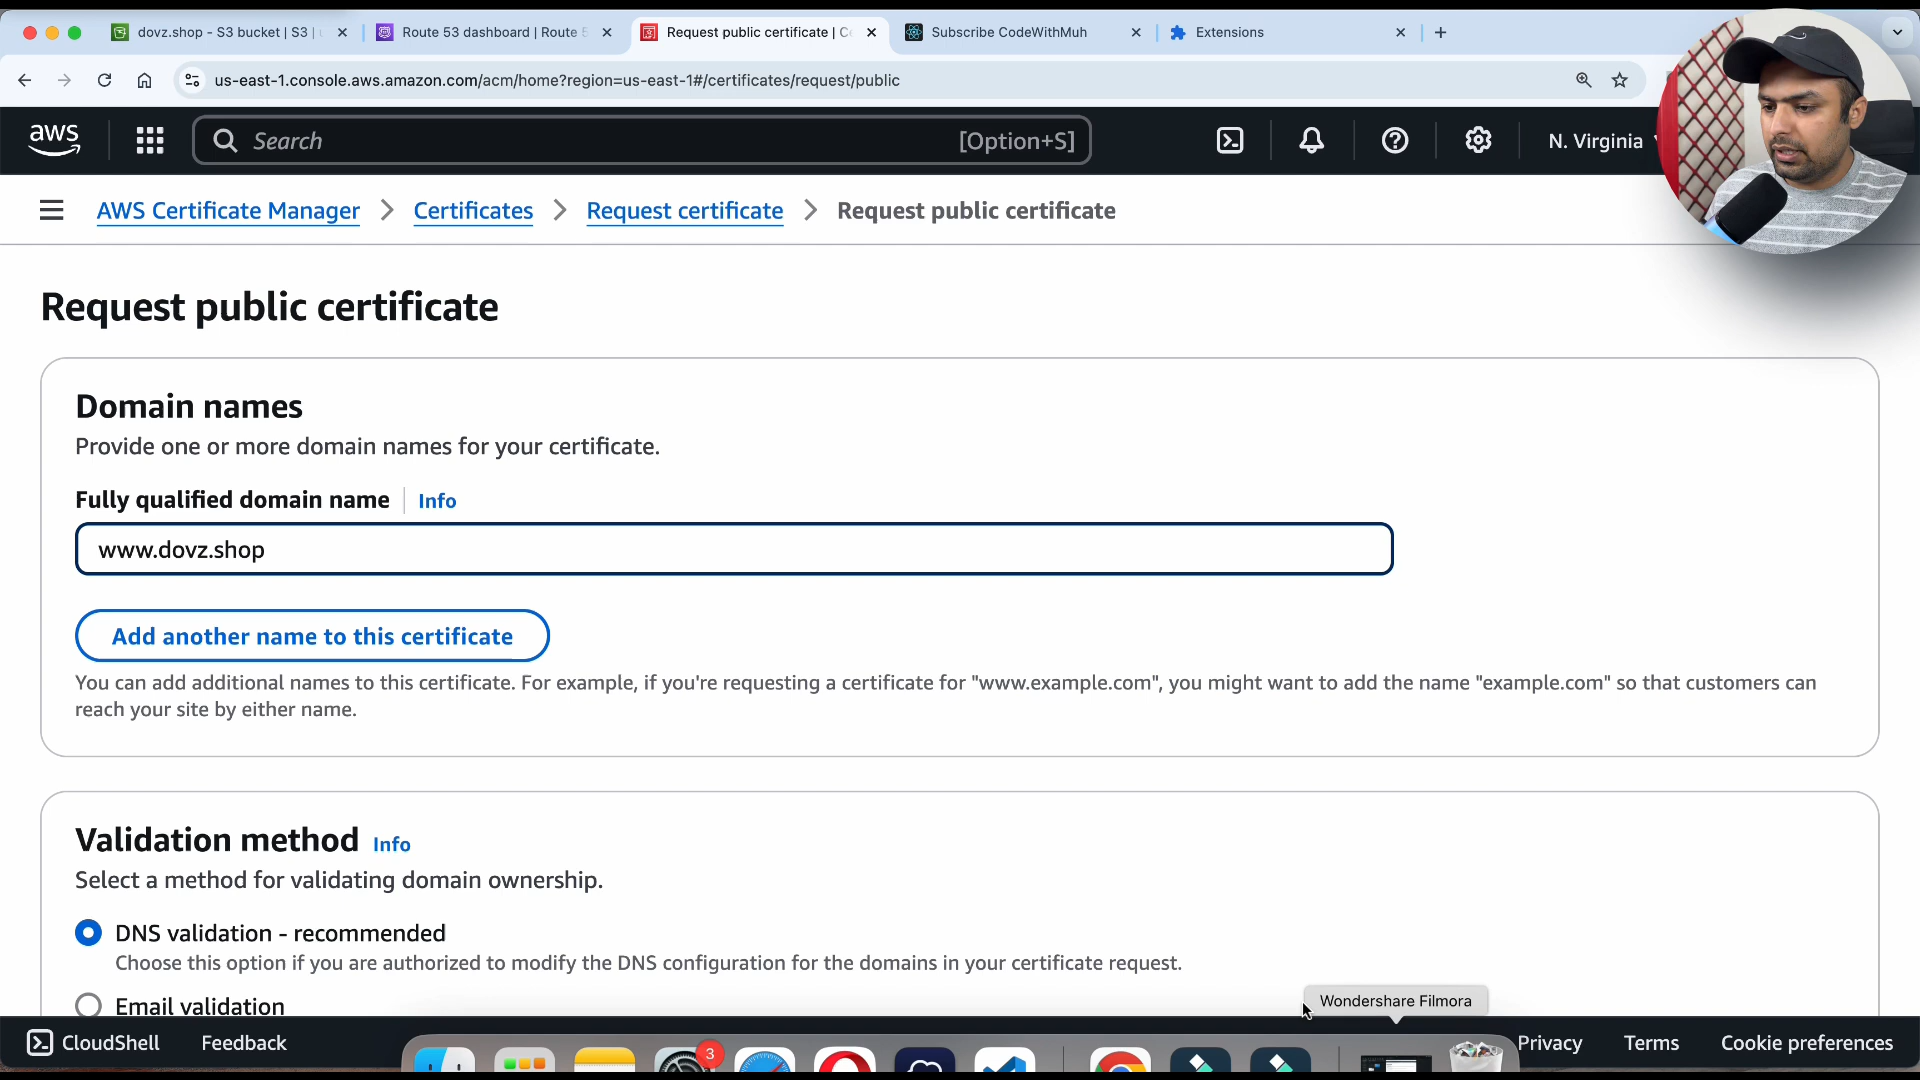 dovz.shop - S3 bucket | S3 |
Route 53 dashboard | Route 5
Request public certificate | C
Subscribe CodeWithMuh
Extensions
us-east-1.console.aws.amazon.com/acm/home?region=us-east-1#/certificates/request/public
aws
Search
[Option+S]
N. Virginia
AWS Certificate Manager
Certificates
Request certificate
Request public certificate
Request public certificate
Domain names
Provide one or more domain names for your certificate.
Fully qualified domain name
Info
www.dovz.shop
Add another name to this certificate
You can add additional names to this certificate. For example, if you're requesting a certificate for "www.example.com", you might want to add the name "example.com" so that customers can
reach your site by either name.
Validation method Info
Select a method for validating domain ownership.
DNS validation - recommended
Choose this option if you are authorized to modify the DNS configuration for the domains in your certificate request.
Email validation
Wondershare Filmora
CloudShell
Feedback
3
Privacy
Terms
Cookie preferences